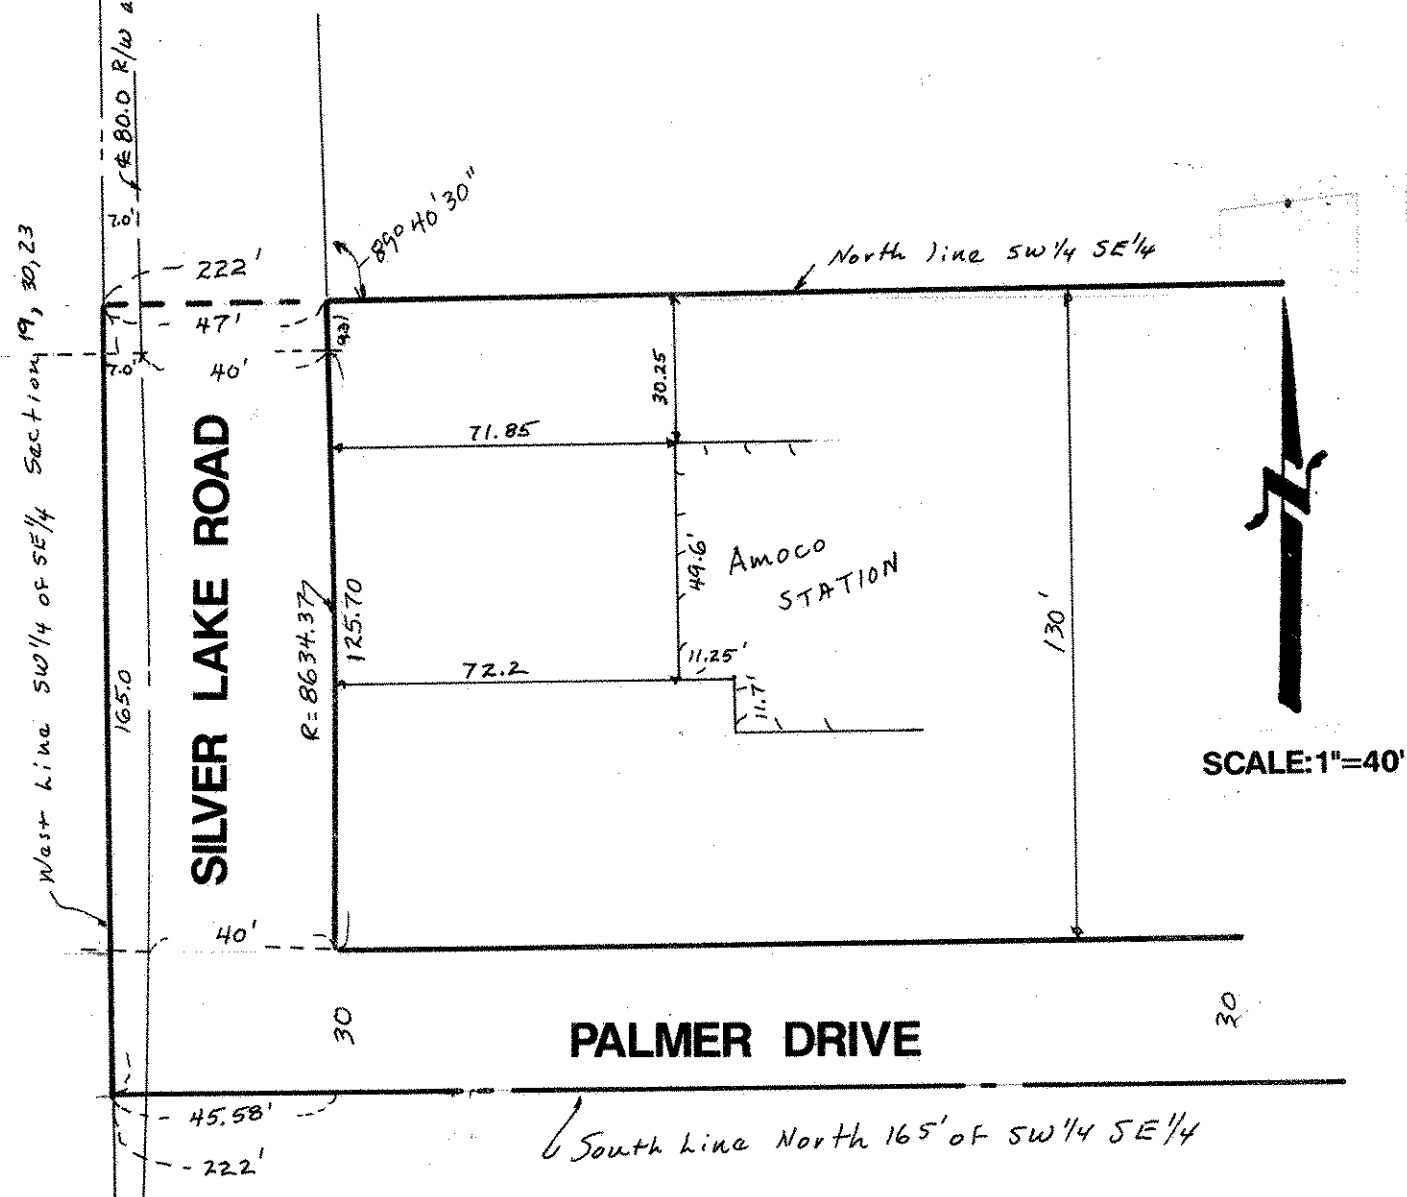 ℄ 80.0 R/W
7.0'
89° 40' 30"
222'
North line SW 1/4 SE 1/4
47'
7.0'
40'
30.25
71.85
West Line SW 1/4 of SE 1/4 Section, 19, 30, 23
SILVER LAKE ROAD
49.6'
Amoco
STATION
R=8634.37
125.70
130'
11.25'
72.2
11.7'
165.0
SCALE:1"=40'
40'
30
30
PALMER DRIVE
45.58'
222'
South Line North 165' of SW 1/4 SE 1/4